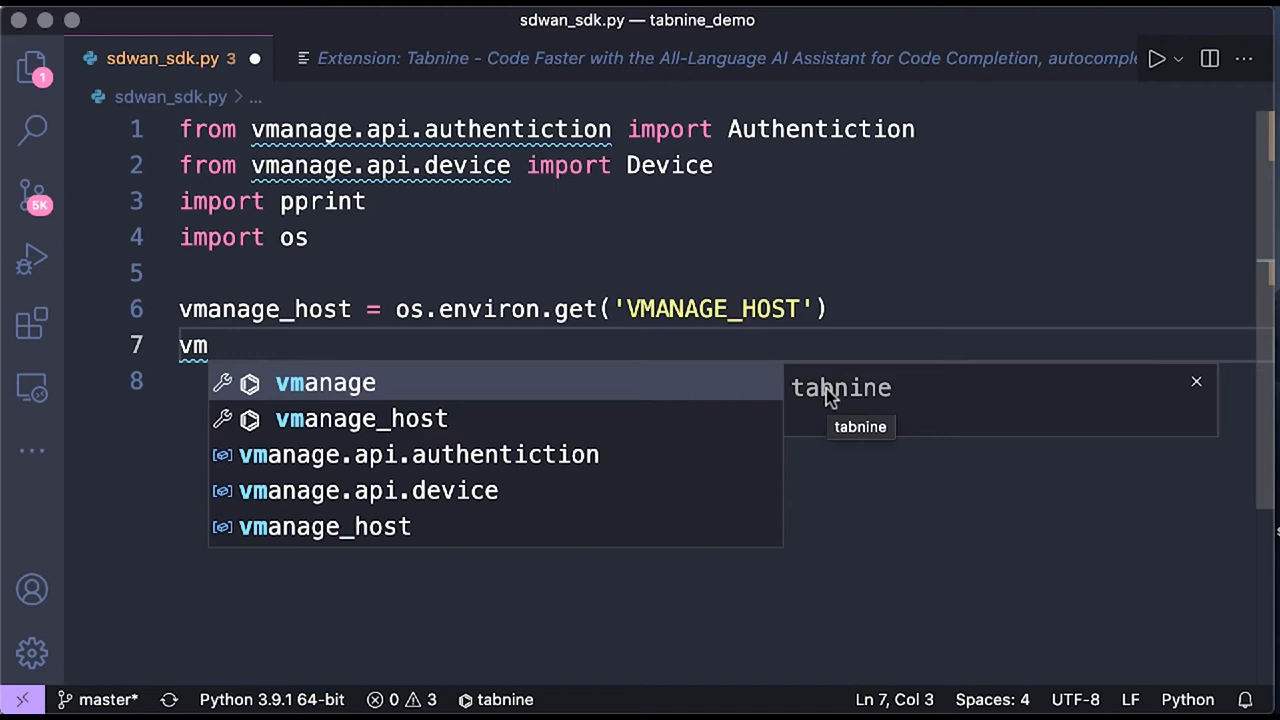 sdwan_sdk.py — tabnine_demo
sdwan_sdk.py 3
Extension: Tabnine - Code Faster with the All-Language AI Assistant for Code Completion, autocomple
1
sdwan_sdk.py > ...
1 from vmanage.api.authentiction import Authentiction
2 from vmanage.api.device import Device
3 import pprint
5K
4 import os
5
6 vmanage_host = os.environ.get('VMANAGE_HOST')
7 vm
8
vmanage
tabnine
vmanage_host
tabnine
vmanage.api.authentiction
vmanage.api.device
vmanage_host
master* Python 3.9.1 64-bit 0 3 tabnine Ln 7, Col 3 Spaces: 4 UTF-8 LF Python